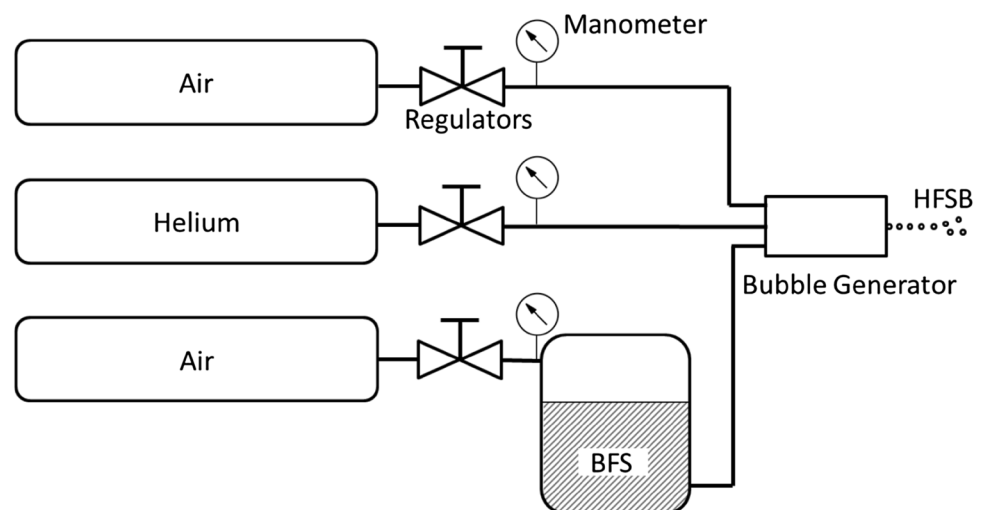 Manometer
Air
Regulators
Helium
HFSB
Bubble Generator
Air
BFS